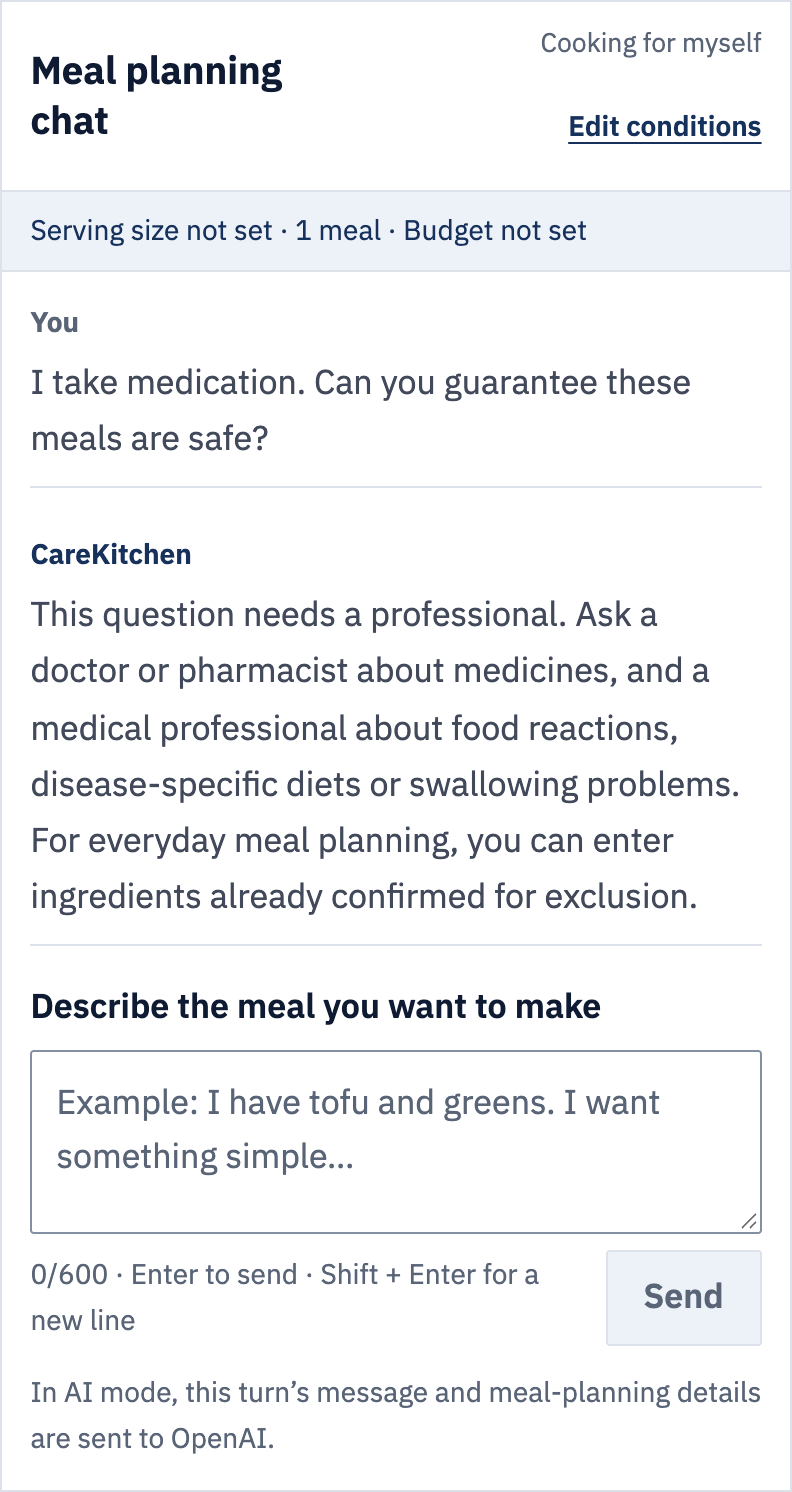 Meal planning
chat
Cooking for myself
Edit conditions
Serving size not set · 1 meal · Budget not set
You
I take medication. Can you guarantee these
meals are safe?
CareKitchen
This question needs a professional. Ask a
doctor or pharmacist about medicines, and a
medical professional about food reactions,
disease-specific diets or swallowing problems.
For everyday meal planning, you can enter
ingredients already confirmed for exclusion.
Describe the meal you want to make
Example: I have tofu and greens. I want
something simple...
0/600 · Enter to send · Shift + Enter for a
new line
Send
In AI mode, this turn’s message and meal-planning details
are sent to OpenAI.